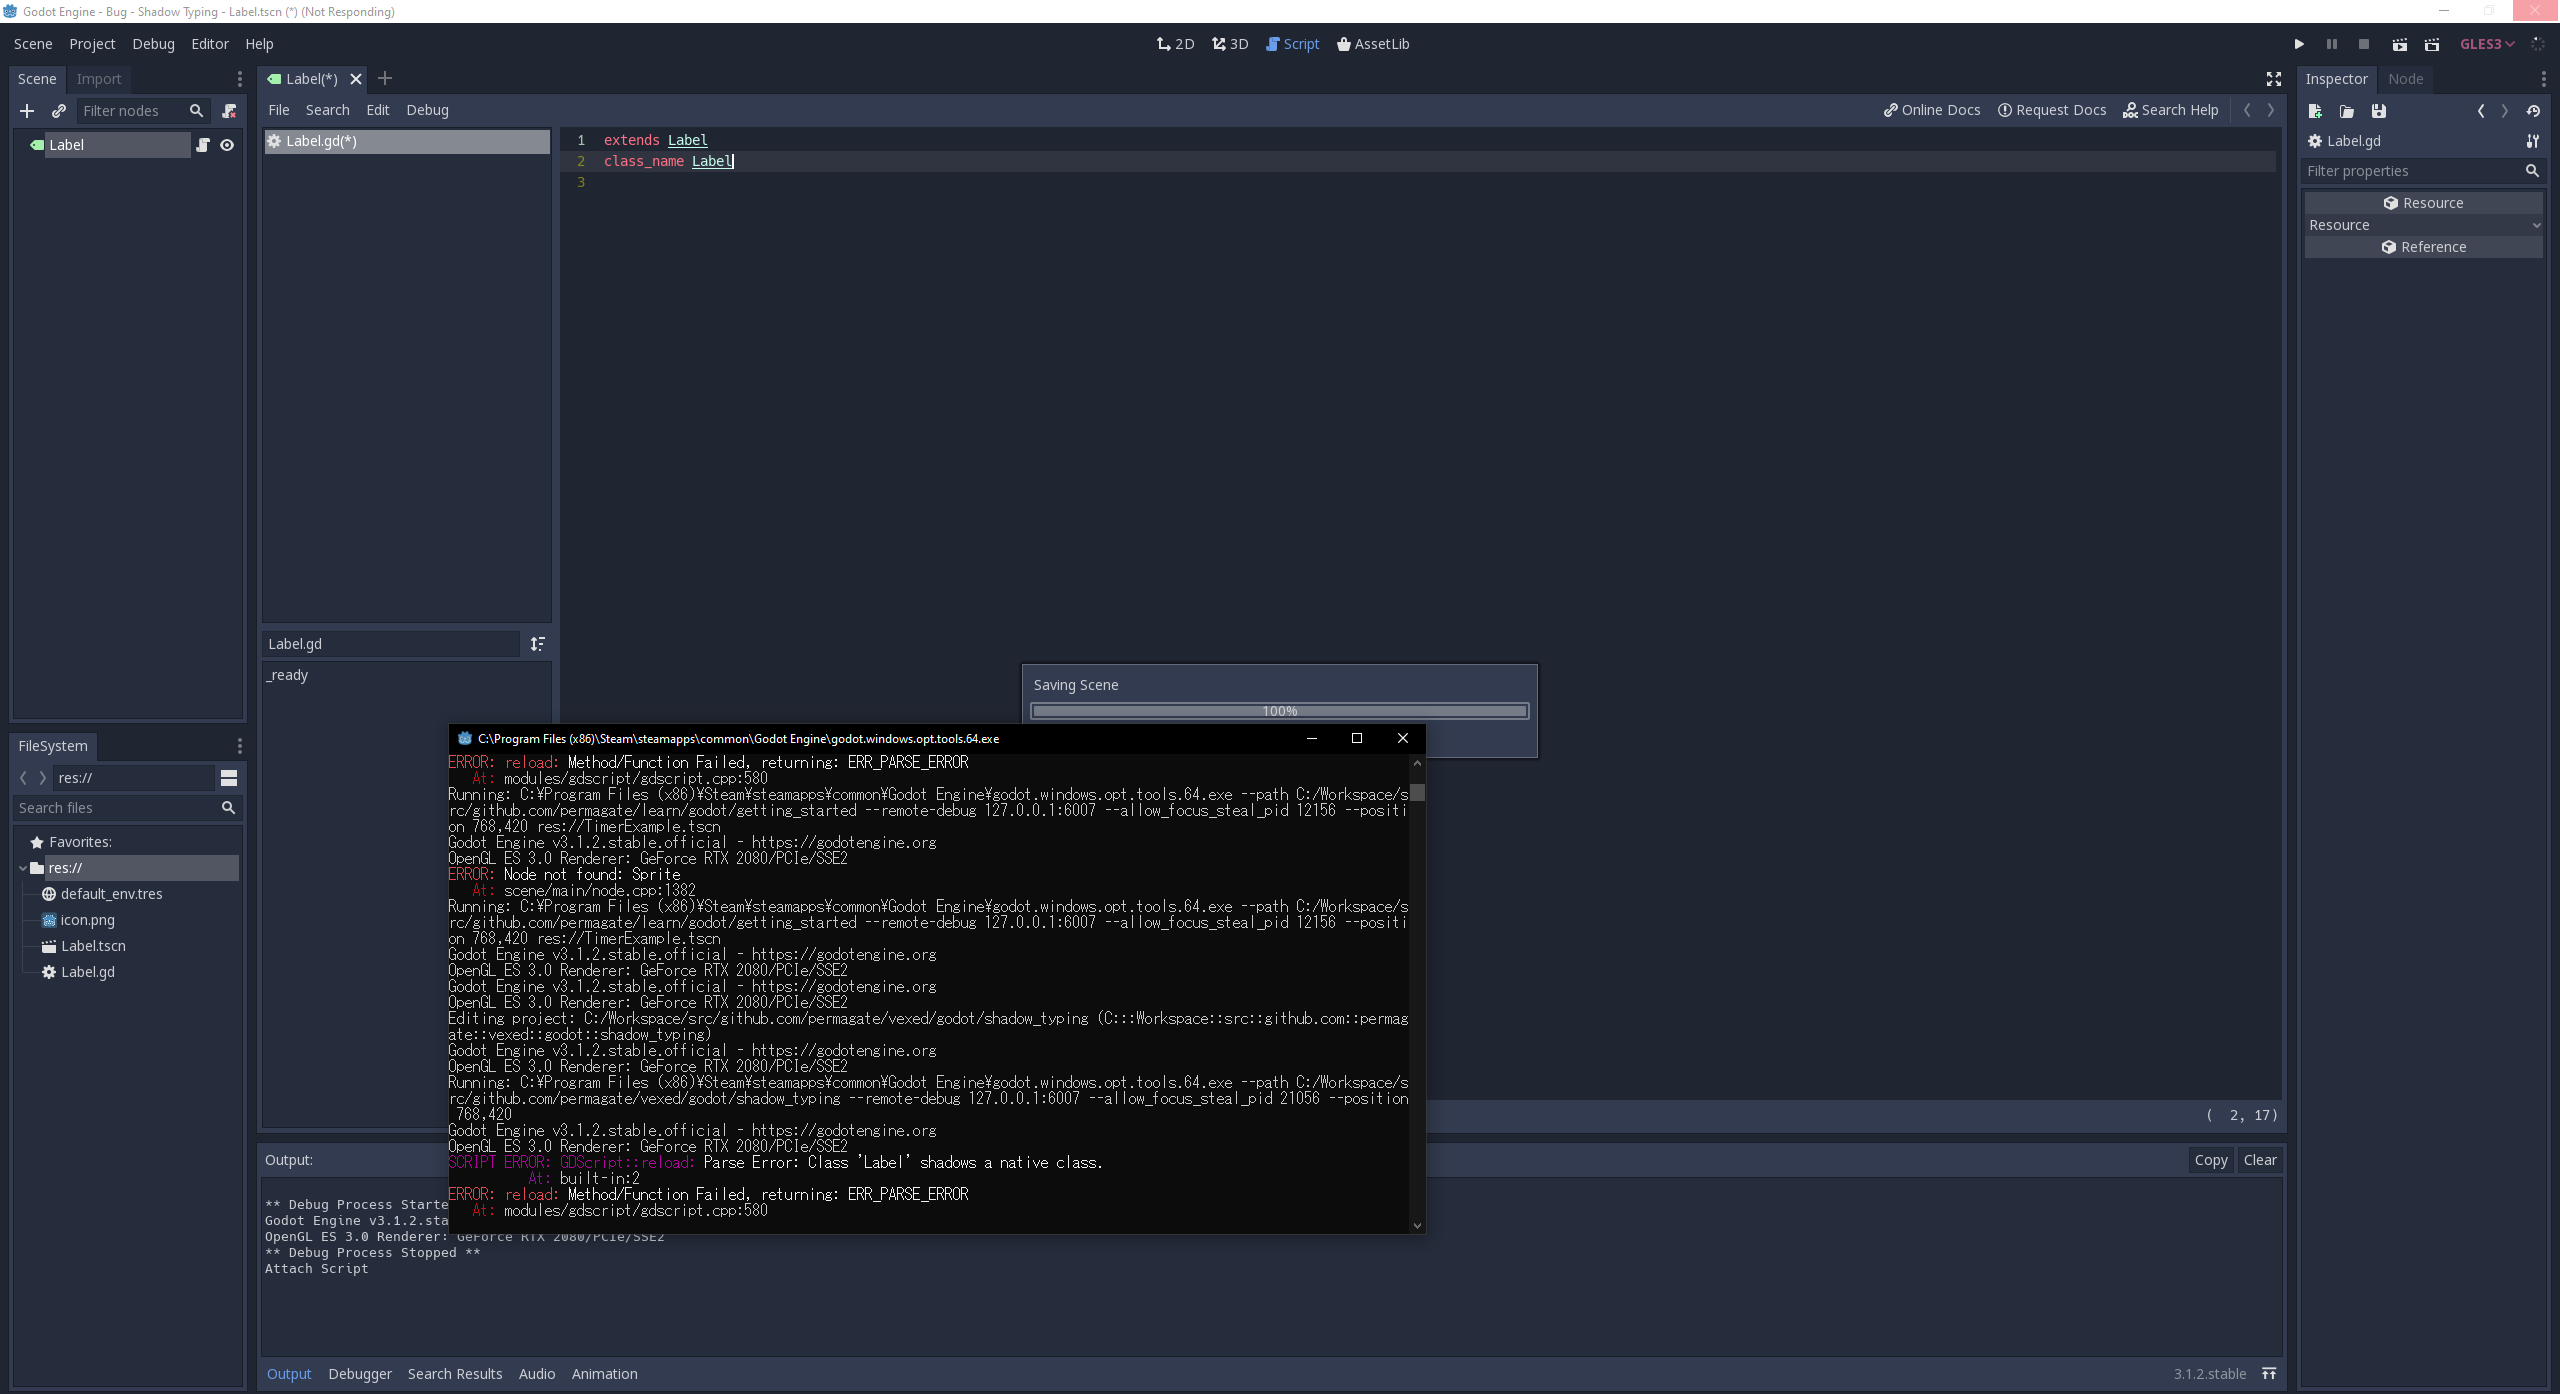 Godot Engine - Bug - Shadow Typing - Label.tscn (*) (Not Responding)
Scene Project Debug Editor Help
2D 3D Script AssetLib
GLES3
Scene Import
Label(*)
Inspector Node
Filter nodes
File Search Edit Debug
Online Docs Request Docs Search Help
Label
Label.gd(*)
1 extends Label
2 class_name Label
3
Label.gd
Filter properties
Resource
Resource
Reference
Label.gd
_ready
Saving Scene
100%
FileSystem
res://
Search files
Favorites:
res://
default_env.tres
icon.png
Label.tscn
Label.gd
C:\Program Files (x86)\Steam\steamapps\common\Godot Engine\godot.windows.opt.tools.64.exe
ERROR: reload: Method/Function Failed, returning: ERR_PARSE_ERROR
At: modules/gdscript/gdscript.cpp:580
Running: C:¥Program Files (x86)¥Steam¥steamapps¥common¥Godot Engine¥godot.windows.opt.tools.64.exe --path C:/Workspace/s
rc/github.com/permagate/learn/godot/getting_started --remote-debug 127.0.0.1:6007 --allow_focus_steal_pid 12156 --positi
on 768,420 res://TimerExample.tscn
Godot Engine v3.1.2.stable.official - https://godotengine.org
OpenGL ES 3.0 Renderer: GeForce RTX 2080/PCIe/SSE2
ERROR: Node not found: Sprite
At: scene/main/node.cpp:1382
Running: C:¥Program Files (x86)¥Steam¥steamapps¥common¥Godot Engine¥godot.windows.opt.tools.64.exe --path C:/Workspace/s
rc/github.com/permagate/learn/godot/getting_started --remote-debug 127.0.0.1:6007 --allow_focus_steal_pid 12156 --positi
on 768,420 res://TimerExample.tscn
Godot Engine v3.1.2.stable.official - https://godotengine.org
OpenGL ES 3.0 Renderer: GeForce RTX 2080/PCIe/SSE2
Godot Engine v3.1.2.stable.official - https://godotengine.org
OpenGL ES 3.0 Renderer: GeForce RTX 2080/PCIe/SSE2
Editing project: C:/Workspace/src/github.com/permagate/vexed/godot/shadow_typing (C:::Workspace::src::github.com::permag
ate::vexed::godot::shadow_typing)
Godot Engine v3.1.2.stable.official - https://godotengine.org
OpenGL ES 3.0 Renderer: GeForce RTX 2080/PCIe/SSE2
Running: C:¥Program Files (x86)¥Steam¥steamapps¥common¥Godot Engine¥godot.windows.opt.tools.64.exe --path C:/Workspace/s
rc/github.com/permagate/vexed/godot/shadow_typing --remote-debug 127.0.0.1:6007 --allow_focus_steal_pid 21056 --position
768,420
Godot Engine v3.1.2.stable.official - https://godotengine.org
OpenGL ES 3.0 Renderer: GeForce RTX 2080/PCIe/SSE2
SCRIPT ERROR: GDScript::reload: Parse Error: Class 'Label' shadows a native class.
At: built-in:2
ERROR: reload: Method/Function Failed, returning: ERR_PARSE_ERROR
At: modules/gdscript/gdscript.cpp:580
( 2, 17)
Output:
Copy Clear
** Debug Process Starte
Godot Engine v3.1.2.sta
OpenGL ES 3.0 Renderer: GeForce RTX 2080/PCIe/SSE2
** Debug Process Stopped **
Attach Script
Output Debugger Search Results Audio Animation
3.1.2.stable